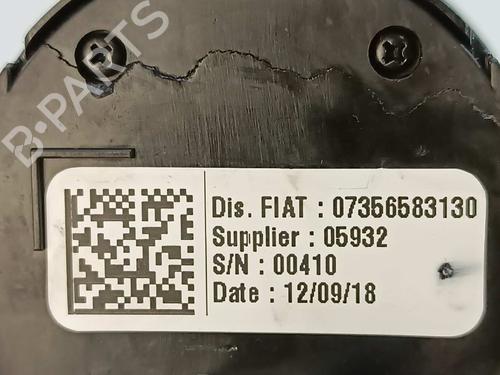 B-PARTS
Dis. FIAT : 07356583130
Supplier : 05932
S/N : 00410
Date : 12/09/18